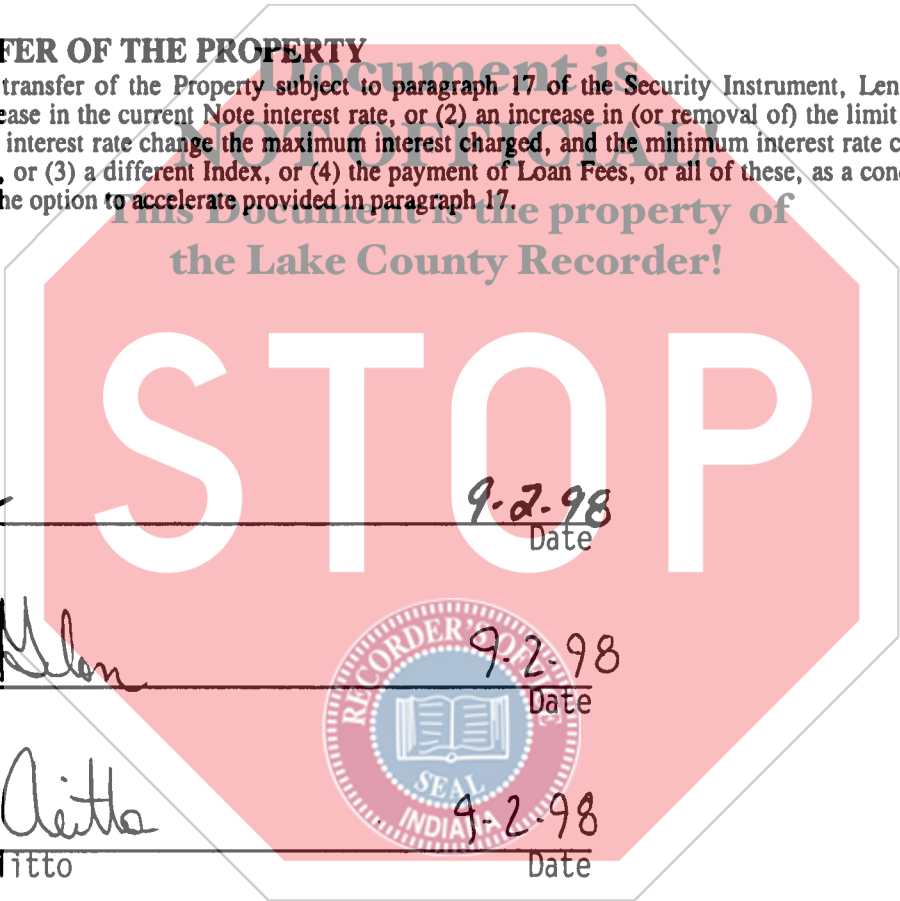 FER OF THE PROPERTY
Document is
transfer of the Property subject to paragraph 17 of the Security Instrument, Len
ease in the current Note interest rate, or (2) an increase in (or removal of) the limit
NOT OFFICIAL!
interest rate change the maximum interest charged, and the minimum interest rate c
, or (3) a different Index, or (4) the payment of Loan Fees, or all of these, as a con
he option to accelerate provided in paragraph 17.
This Document is the property of
the Lake County Recorder!
STOP
9-2-98
Date
9-2-98
Date
RECORDER'S OFFICE
SEAL
INDIANA
9-2-98
itto
Date